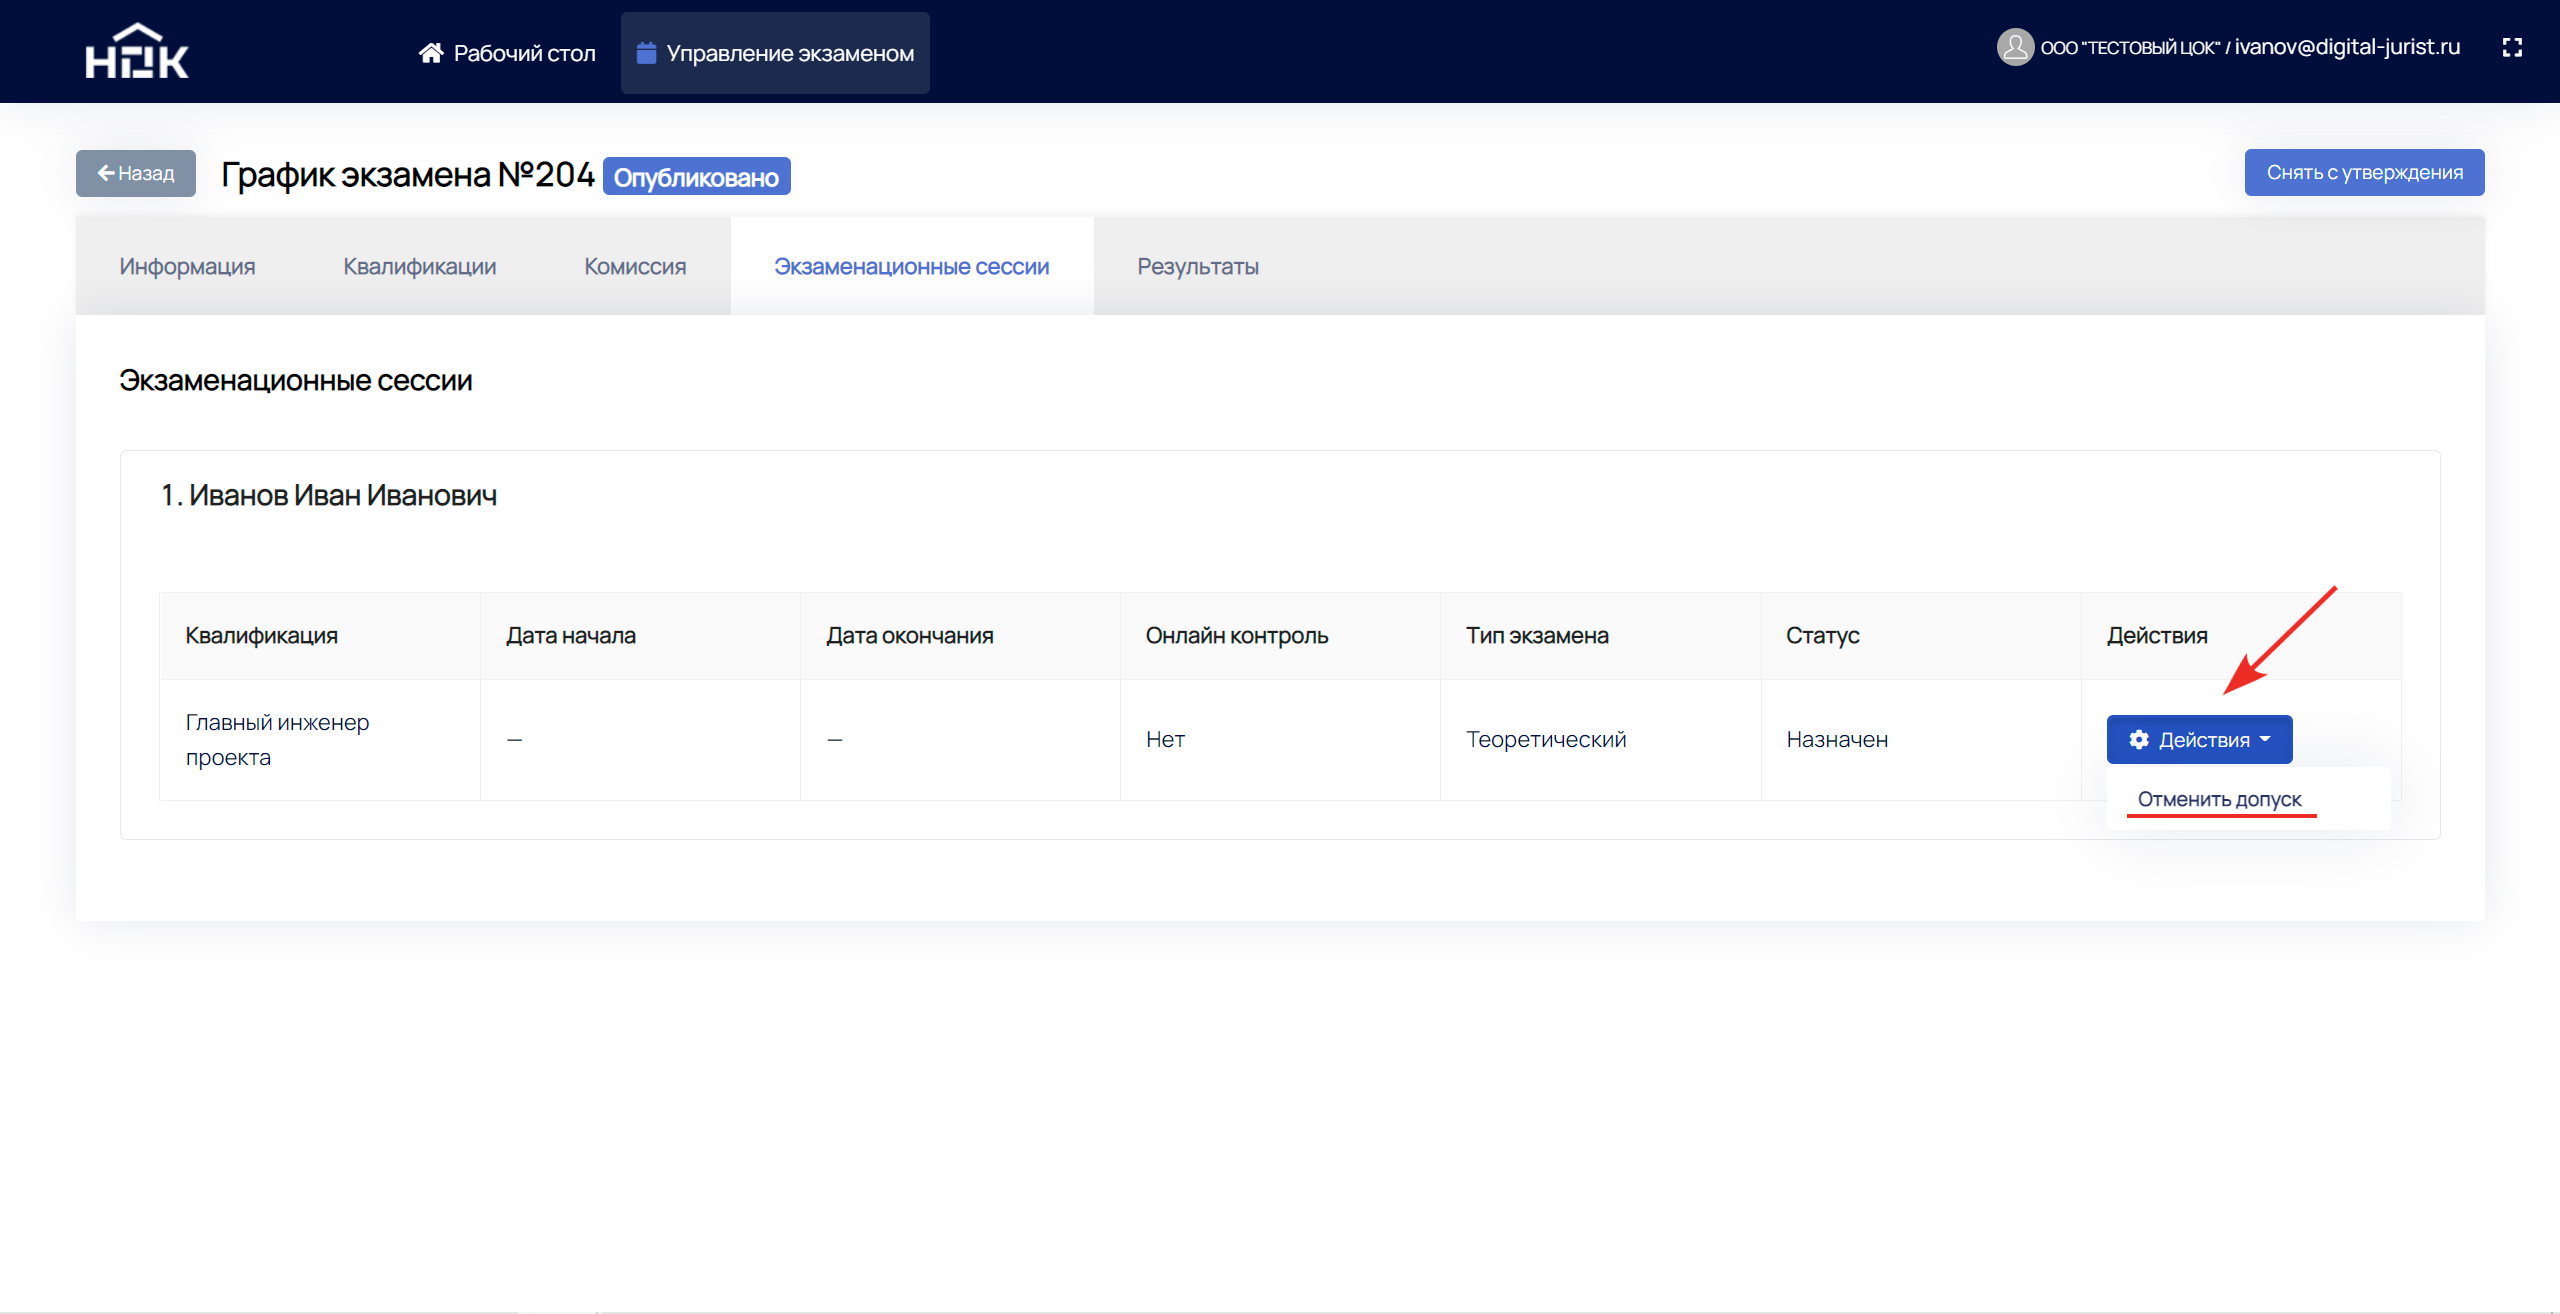 НОК
Рабочий стол
Управление экзаменом
ООО "ТЕСТОВЫЙ ЦОК" / ivanov@digital-jurist.ru
Назад
График экзамена №204 Опубликовано
Снять с утверждения
Информация
Квалификации
Комиссия
Экзаменационные сессии
Результаты
Экзаменационные сессии
1. Иванов Иван Иванович
Квалификация
Дата начала
Дата окончания
Онлайн контроль
Тип экзамена
Статус
Действия
Главный инженер
проекта
—
—
Нет
Теоретический
Назначен
Действия
Отменить допуск